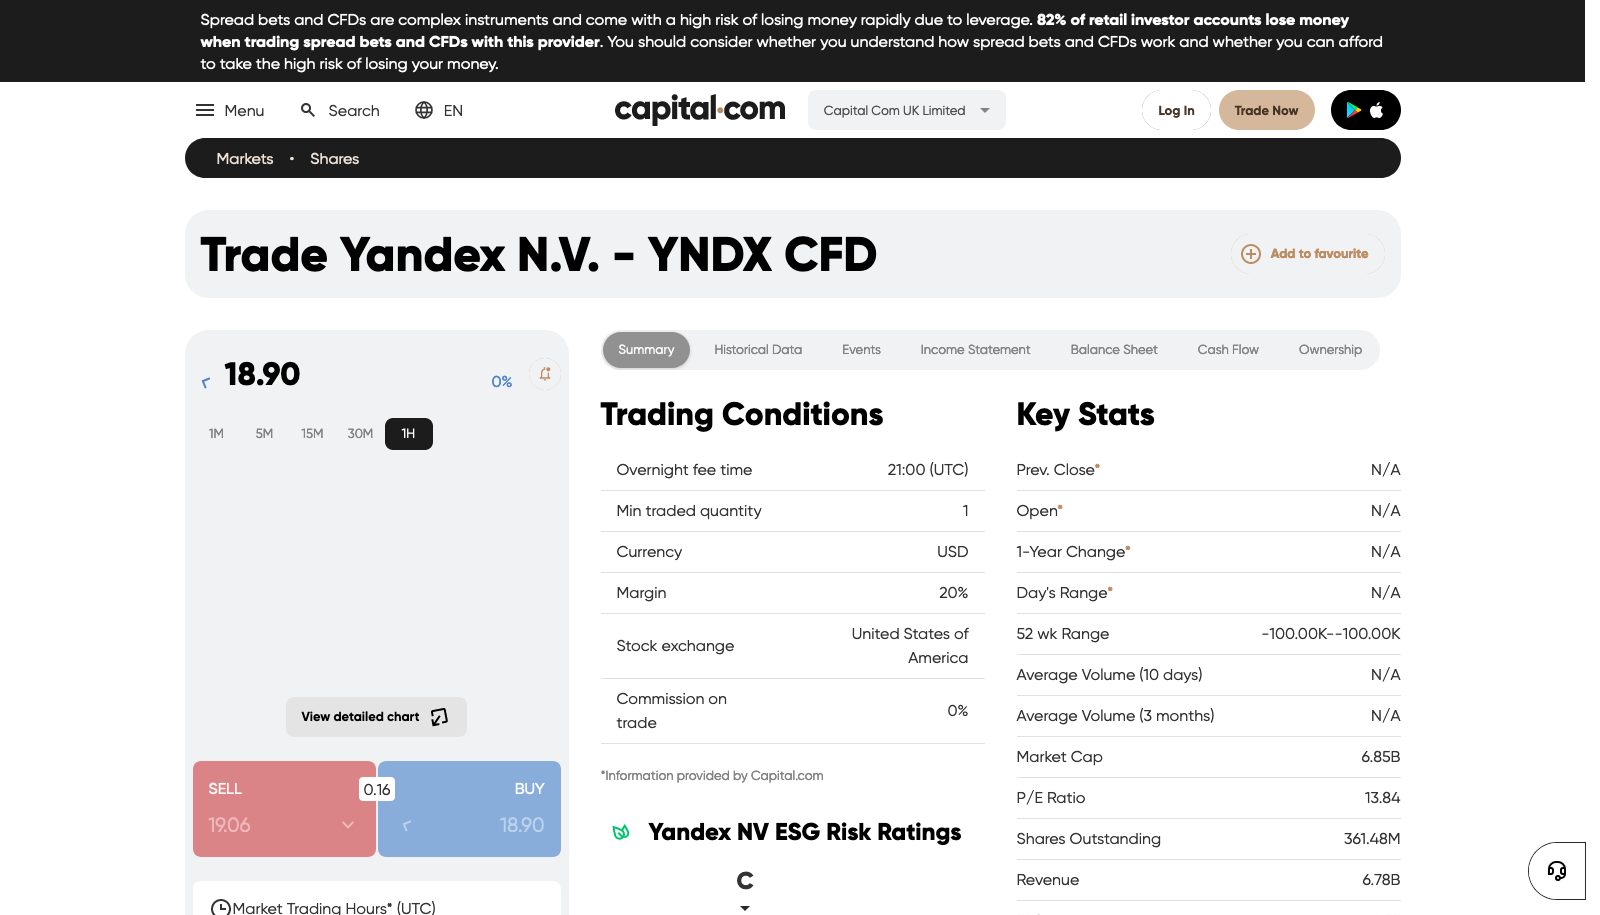 Spread bets and CFDs are complex instruments and come with a high risk of losing money rapidly due to leverage. 82% of retail investor accounts lose money
when trading spread bets and CFDs with this provider. You should consider whether you understand how spread bets and CFDs work and whether you can afford
to take the high risk of losing your money.
Menu Search EN capital.com Capital Com UK Limited Log In Trade Now
Markets • Shares
Trade Yandex N.V. - YNDX CFD
Add to favourite
18.90 0%
1M 5M 15M 30M 1H
View detailed chart
SELL 0.16 BUY
19.06 18.90
Market Trading Hours* (UTC)
Summary Historical Data Events Income Statement Balance Sheet Cash Flow Ownership
Trading Conditions
Overnight fee time 21:00 (UTC)
Min traded quantity 1
Currency USD
Margin 20%
Stock exchange United States of
America
Commission on
trade 0%
*Information provided by Capital.com
Yandex NV ESG Risk Ratings
C
Key Stats
Prev. Close* N/A
Open* N/A
1-Year Change* N/A
Day's Range* N/A
52 wk Range -100.00K--100.00K
Average Volume (10 days) N/A
Average Volume (3 months) N/A
Market Cap 6.85B
P/E Ratio 13.84
Shares Outstanding 361.48M
Revenue 6.78B